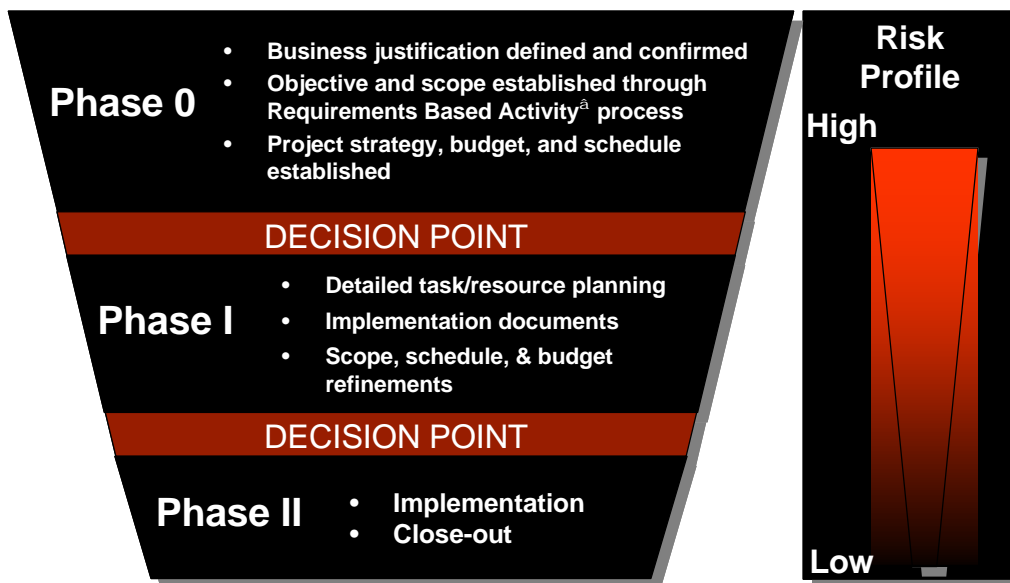 Phase 0
• Business justification defined and confirmed
• Objective and scope established through
Requirements Based Activityâ process
• Project strategy, budget, and schedule
established
DECISION POINT
Phase I
• Detailed task/resource planning
• Implementation documents
• Scope, schedule, & budget
refinements
DECISION POINT
Phase II
• Implementation
• Close-out
Risk
Profile
High
Low